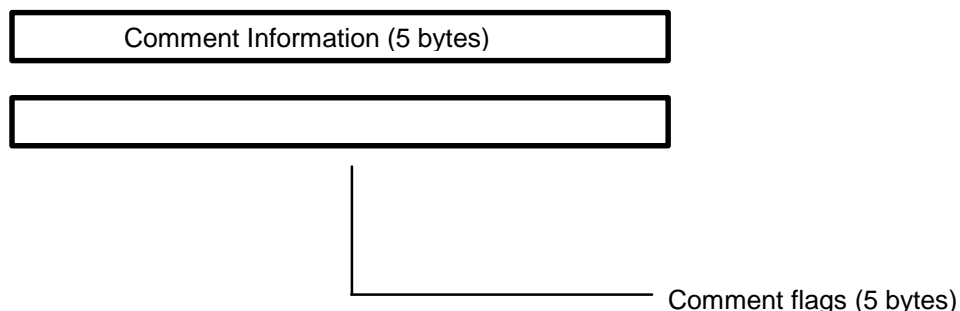 Comment Information (5 bytes)
Comment flags (5 bytes)